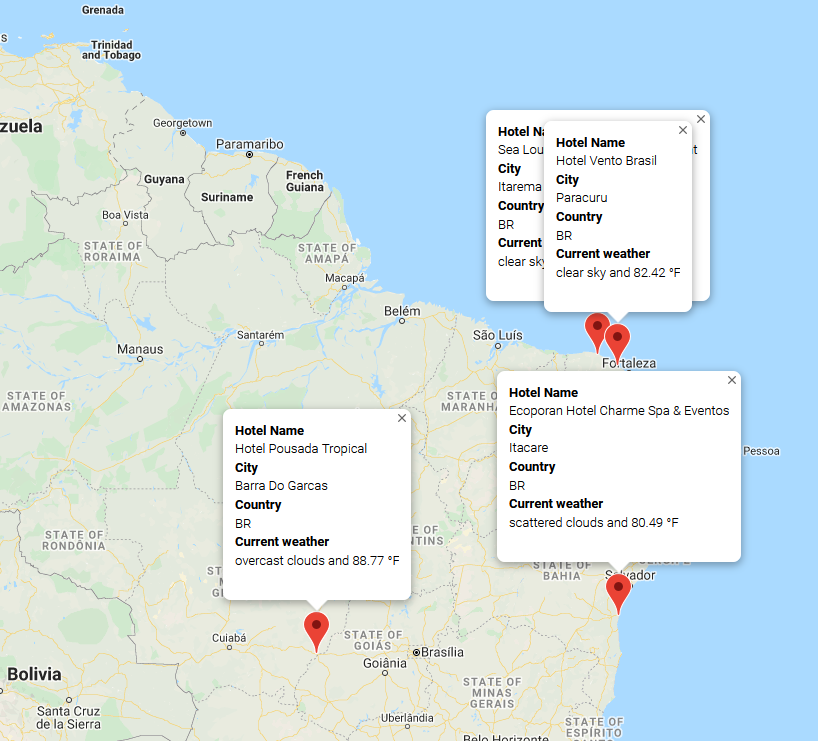 Grenada
s
Trinidad
and Tobago
zuela
Georgetown
Paramaribo
Guyana
French
Guiana
Suriname
Boa Vista
STATE OF
RORAIMA
STATE OF
AMAPÁ
Macapá
Belém
Santarém
São Luís
Manaus
Fortaleza
STATE OF
AMAZONAS
STATE OF
MARANH
Pessoa
Hotel Na
Sea Lou
t
City
Itarema
Country
BR
Current
clear sky
Hotel Name
Hotel Vento Brasil
City
Paracuru
Country
BR
Current weather
clear sky and 82.42 °F
Hotel Name
Ecoporan Hotel Charme Spa & Eventos
City
Itacare
Country
BR
Current weather
scattered clouds and 80.49 °F
Hotel Name
Hotel Pousada Tropical
City
Barra Do Garcas
Country
BR
Current weather
overcast clouds and 88.77 °F
STATE OF
RONDÔNIA
E OF
NTINS
ST
STATE OF
BAHIA
Salvador
Cuiabá
STATE OF
GOIÁS
Brasília
Goiânia
Bolivia
Santa Cruz
de la Sierra
STATE OF
MINAS
GERAIS
Uberlândia
STATE OF
ESPÍRITO
Belo Horizonte